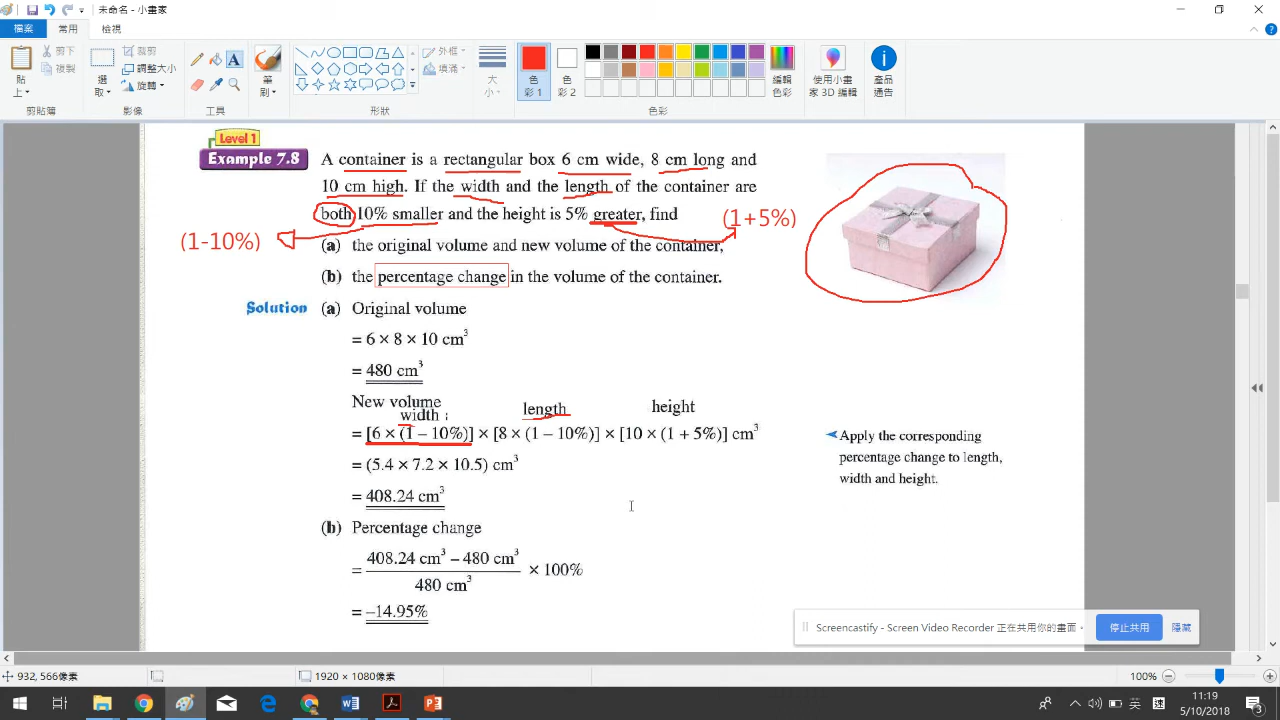 未命名 - 小畫家
檔案 常用 檢視
貼上 剪下 複製 選取 裁剪 調整大小 旋轉 A 筆刷 外框 填滿 大小 色彩 1 色彩 2 編輯色彩 使用小畫家 3D 編輯 產品通告
剪貼簿 影像 工具 形狀 色彩
Level 1
Example 7.8
A container is a rectangular box 6 cm wide, 8 cm long and
10 cm high. If the width and the length of the container are
both 10% smaller and the height is 5% greater, find
(1-10%) (1+5%)
(a) the original volume and new volume of the container,
(b) the percentage change in the volume of the container.
Solution (a) Original volume
= 6 × 8 × 10 cm³
= 480 cm³
New volume
width : length height
= [6 × (1 – 10%)] × [8 × (1 – 10%)] × [10 × (1 + 5%)] cm³
= (5.4 × 7.2 × 10.5) cm³
= 408.24 cm³
Apply the corresponding
percentage change to length,
width and height.
(b) Percentage change
= 408.24 cm³ – 480 cm³ / 480 cm³ × 100%
= –14.95%
Screencastify - Screen Video Recorder 正在共用你的畫面。 停止共用 隱藏
932, 566像素 1920 × 1080像素 100%
英 11:19
5/10/2018 3